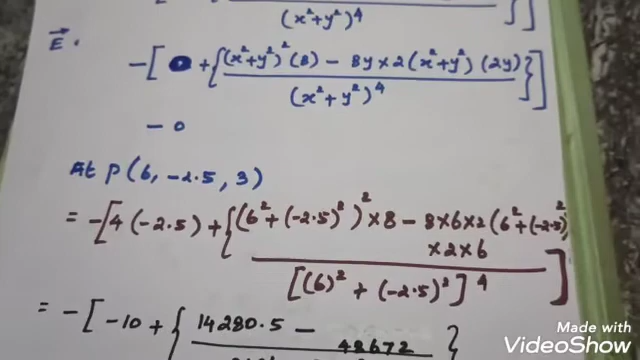 (x²+y²)⁴ }]
E⃗ .
-[ 0 +{ (x²+y²)²(8) - 8y×2(x²+y²)(2y)
(x²+y²)⁴ }]
- 0
At P(6, -2.5, 3)
= -[4(-2.5) +{ (6²+(-2.5)²)²×8 - 8×6×2(6²+(-2.5)²
×2×6
[(6)²+(-2.5)²]⁴ ]
= -[-10 + { 14280.5 - 48672 }
Made with
VideoShow